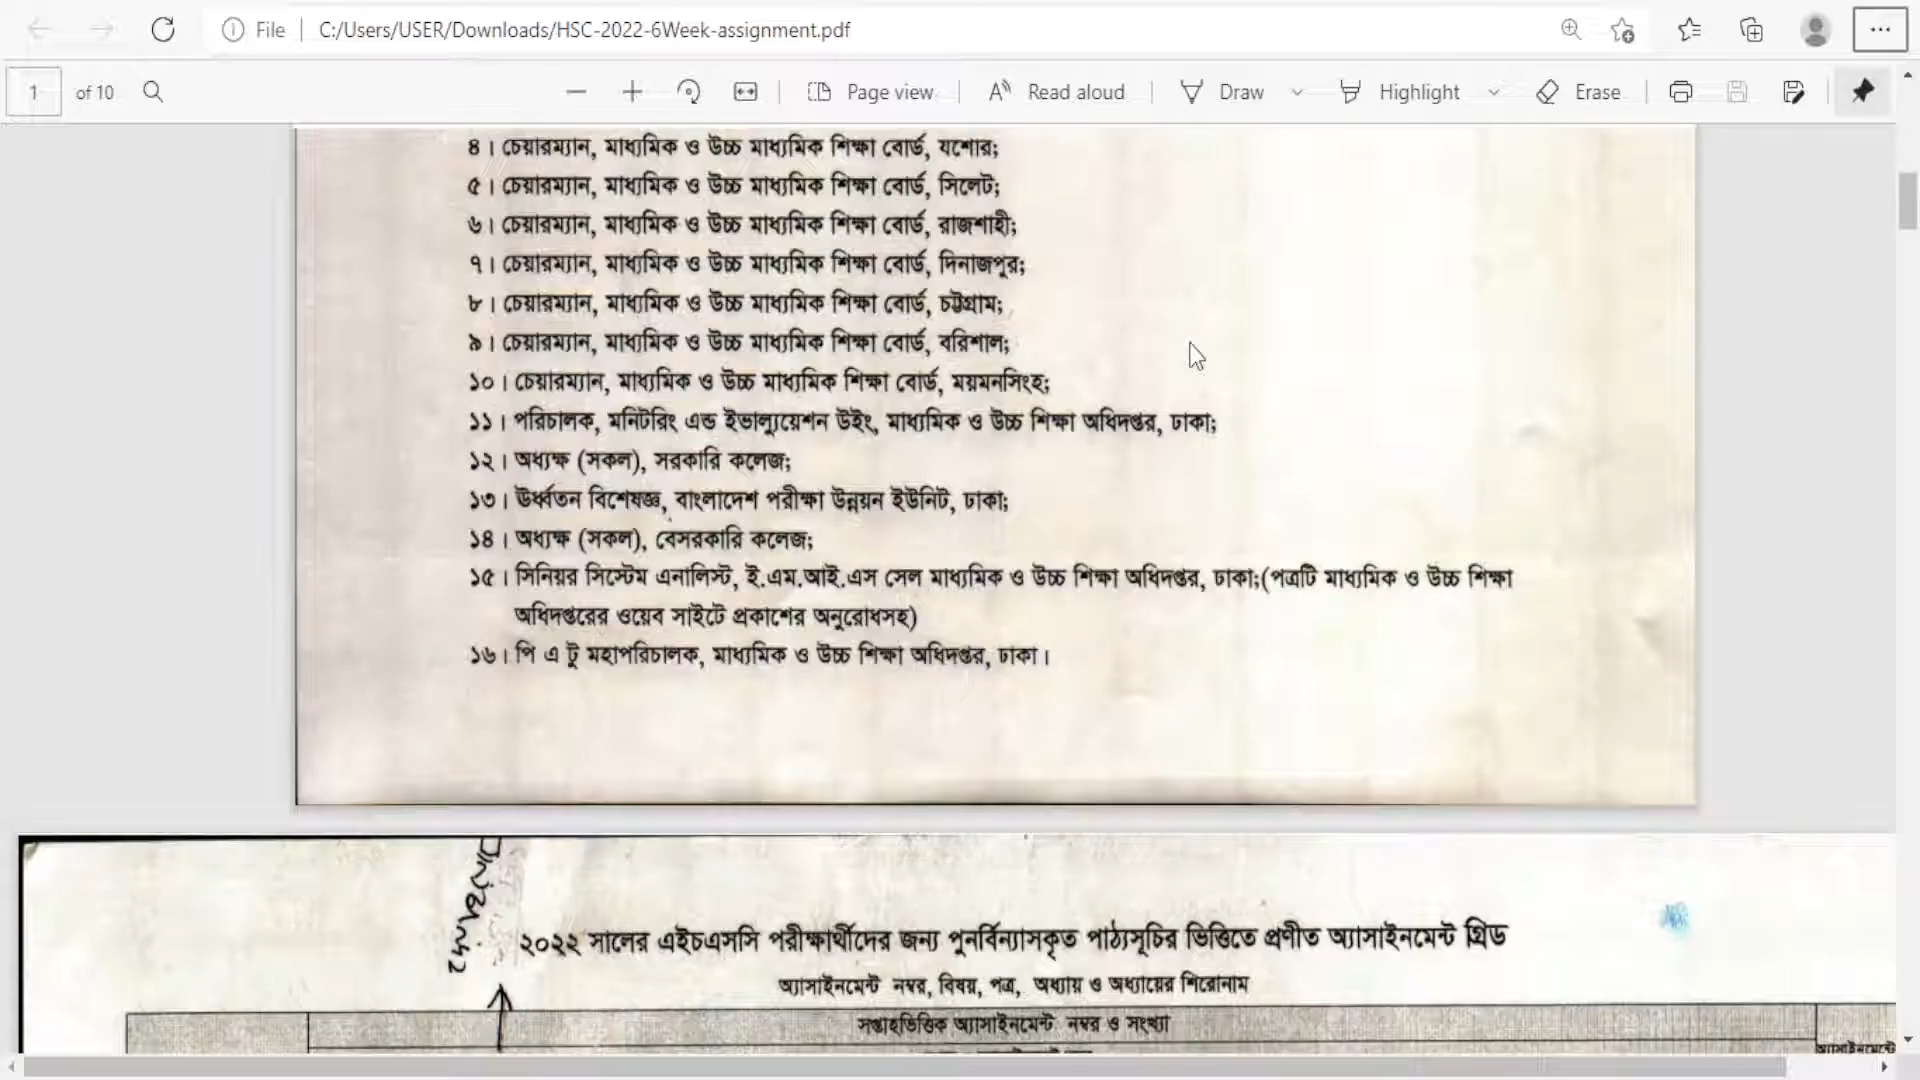 File C:/Users/USER/Downloads/HSC-2022-6Week-assignment.pdf
1 of 10 Page view Read aloud Draw Highlight Erase
৪। চেয়ারম্যান, মাধ্যমিক ও উচ্চ মাধ্যমিক শিক্ষা বোর্ড, যশোর;
৫। চেয়ারম্যান, মাধ্যমিক ও উচ্চ মাধ্যমিক শিক্ষা বোর্ড, সিলেট;
৬। চেয়ারম্যান, মাধ্যমিক ও উচ্চ মাধ্যমিক শিক্ষা বোর্ড, রাজশাহী;
৭। চেয়ারম্যান, মাধ্যমিক ও উচ্চ মাধ্যমিক শিক্ষা বোর্ড, দিনাজপুর;
৮। চেয়ারম্যান, মাধ্যমিক ও উচ্চ মাধ্যমিক শিক্ষা বোর্ড, চট্টগ্রাম;
৯। চেয়ারম্যান, মাধ্যমিক ও উচ্চ মাধ্যমিক শিক্ষা বোর্ড, বরিশাল;
১০। চেয়ারম্যান, মাধ্যমিক ও উচ্চ মাধ্যমিক শিক্ষা বোর্ড, ময়মনসিংহ;
১১। পরিচালক, মনিটরিং এন্ড ইভাল্যুয়েশন উইং, মাধ্যমিক ও উচ্চ শিক্ষা অধিদপ্তর, ঢাকা;
১২। অধ্যক্ষ (সকল), সরকারি কলেজ;
১৩। ঊর্ধ্বতন বিশেষজ্ঞ, বাংলাদেশ পরীক্ষা উন্নয়ন ইউনিট, ঢাকা;
১৪। অধ্যক্ষ (সকল), বেসরকারি কলেজ;
১৫। সিনিয়র সিস্টেম এনালিস্ট, ই.এম.আই.এস সেল মাধ্যমিক ও উচ্চ শিক্ষা অধিদপ্তর, ঢাকা;(পত্রটি মাধ্যমিক ও উচ্চ শিক্ষা
অধিদপ্তরের ওয়েব সাইটে প্রকাশের অনুরোধসহ)
১৬। পি এ টু মহাপরিচালক, মাধ্যমিক ও উচ্চ শিক্ষা অধিদপ্তর, ঢাকা।
২০২২ সালের এইচএসসি পরীক্ষার্থীদের জন্য পুনর্বিন্যাসকৃত পাঠ্যসূচির ভিত্তিতে প্রণীত অ্যাসাইনমেন্ট গ্রিড
অ্যাসাইনমেন্ট নম্বর, বিষয়, পত্র, অধ্যায় ও অধ্যায়ের শিরোনাম
সপ্তাহভিত্তিক অ্যাসাইনমেন্ট নম্বর ও সংখ্যা
অ্যাসাইনমেন্ট